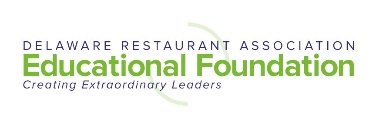 DELAWARE RESTAURANT ASSOCIATION
Educational Foundation
Creating Extraordinary Leaders